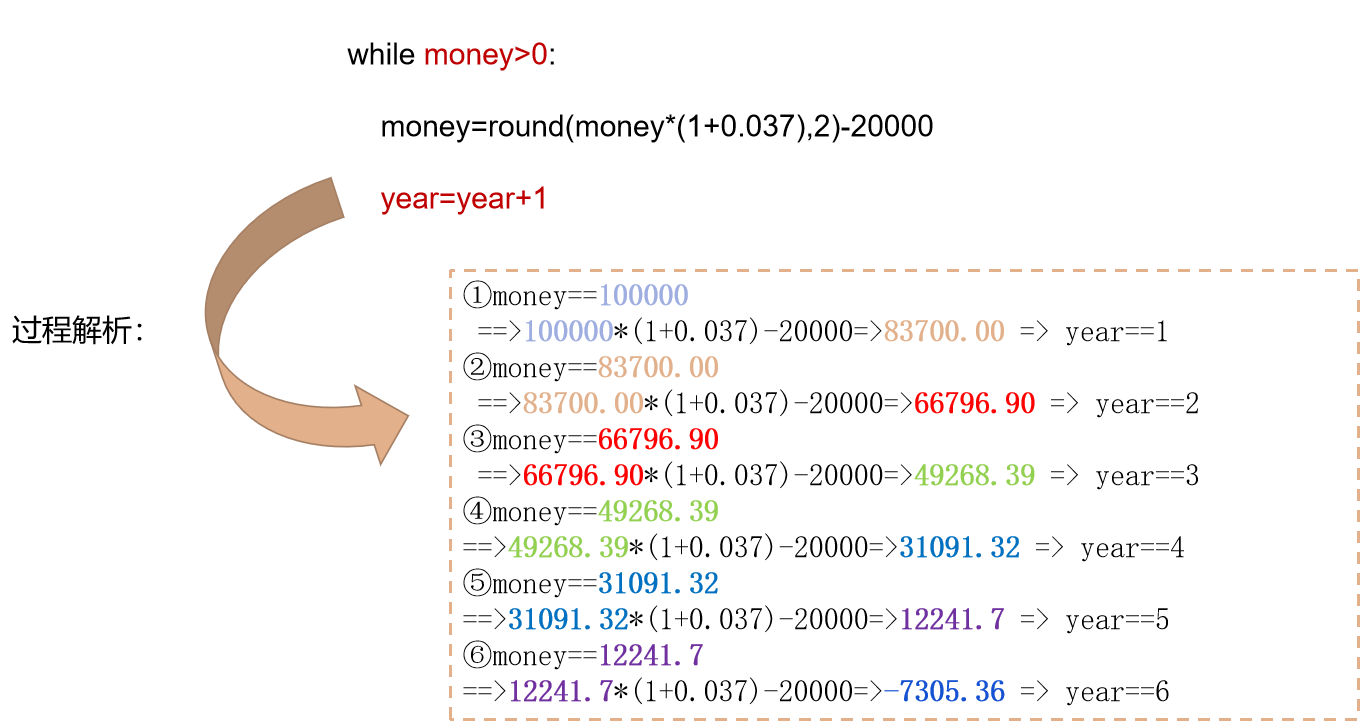 while money>0:
money=round(money*(1+0.037),2)-20000
year=year+1
过程解析：
①money==100000
==>100000*(1+0.037)-20000=>83700.00 => year==1
②money==83700.00
==>83700.00*(1+0.037)-20000=>66796.90 => year==2
③money==66796.90
==>66796.90*(1+0.037)-20000=>49268.39 => year==3
④money==49268.39
==>49268.39*(1+0.037)-20000=>31091.32 => year==4
⑤money==31091.32
==>31091.32*(1+0.037)-20000=>12241.7 => year==5
⑥money==12241.7
==>12241.7*(1+0.037)-20000=>-7305.36 => year==6